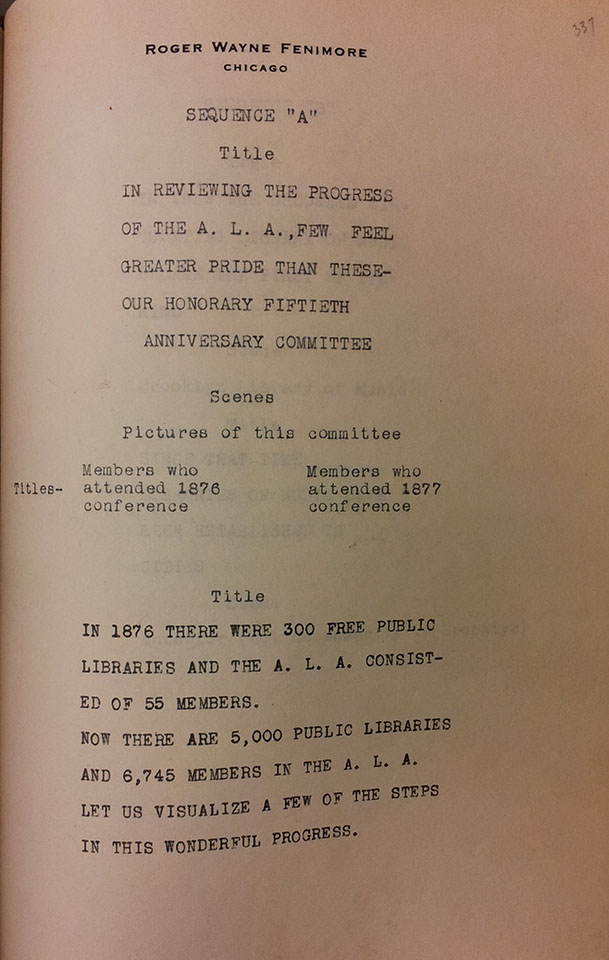 337
ROGER WAYNE FENIMORE
CHICAGO
SEQUENCE "A"
Title
IN REVIEWING THE PROGRESS
OF THE A. L. A.,FEW FEEL
GREATER PRIDE THAN THESE-
OUR HONORARY FIFTIETH
ANNIVERSARY COMMITTEE
Scenes
Pictures of this committee
Titles-
Members who
attended 1876
conference
Members who
attended 1877
conference
Title
IN 1876 THERE WERE 300 FREE PUBLIC
LIBRARIES AND THE A. L. A. CONSIST-
ED OF 55 MEMBERS.
NOW THERE ARE 5,000 PUBLIC LIBRARIES
AND 6,745 MEMBERS IN THE A. L. A.
LET US VISUALIZE A FEW OF THE STEPS
IN THIS WONDERFUL PROGRESS.